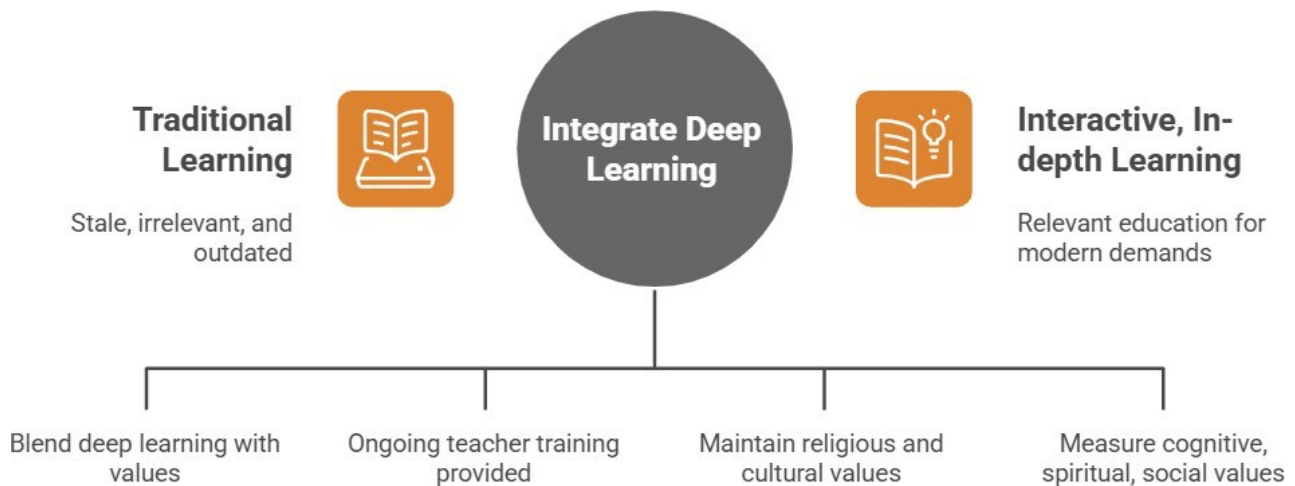 Traditional
Learning
Stale, irrelevant, and
outdated
Integrate Deep
Learning
Interactive, In-
depth Learning
Relevant education for
modern demands
Blend deep learning with
values
Ongoing teacher training
provided
Maintain religious and
cultural values
Measure cognitive,
spiritual, social values